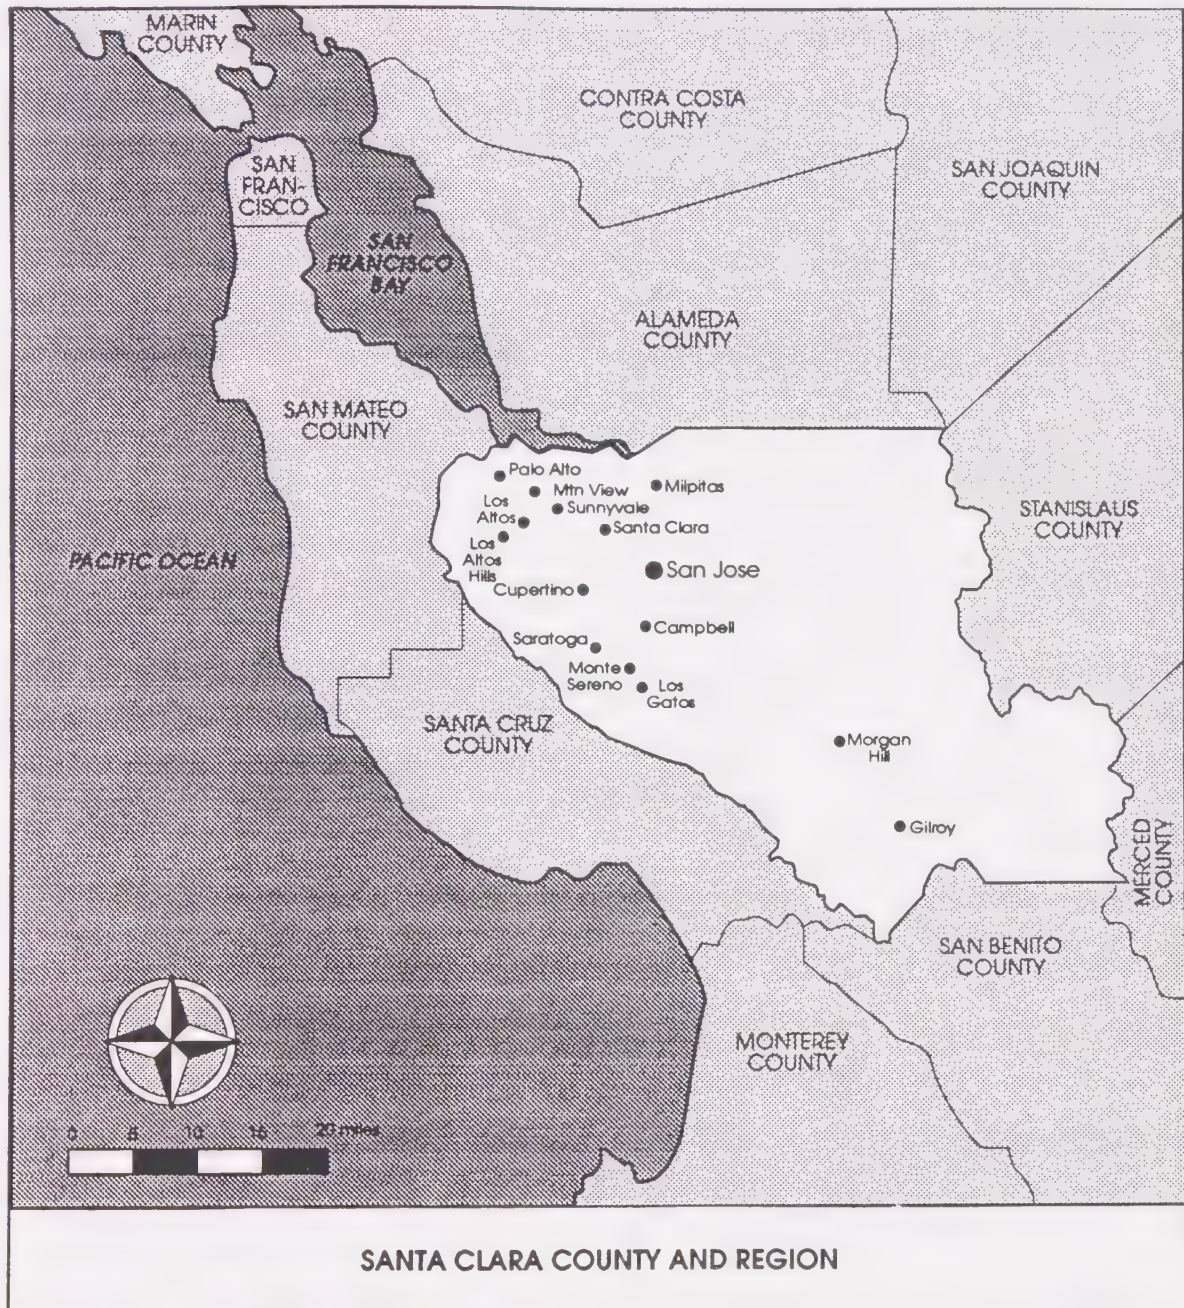 MARIN
COUNTY
CONTRA COSTA
COUNTY
SAN
FRAN-
CISCO
SAN JOAQUIN
COUNTY
SAN
FRANCISCO
BAY
ALAMEDA
COUNTY
SAN MATEO
COUNTY
Palo Alto
Mtn View
Milpitas
Los
Altos
Sunnyvale
Santa Clara
STANISLAUS
COUNTY
Los
Altos
Hills
PACIFIC OCEAN
San Jose
Cupertino
Campbell
Saratoga
Monte
Sereno
Los
Gatos
SANTA CRUZ
COUNTY
Morgan
Hill
Gilroy
MERCED
COUNTY
SAN BENITO
COUNTY
MONTEREY
COUNTY
0 5 10 15 20 miles
SANTA CLARA COUNTY AND REGION